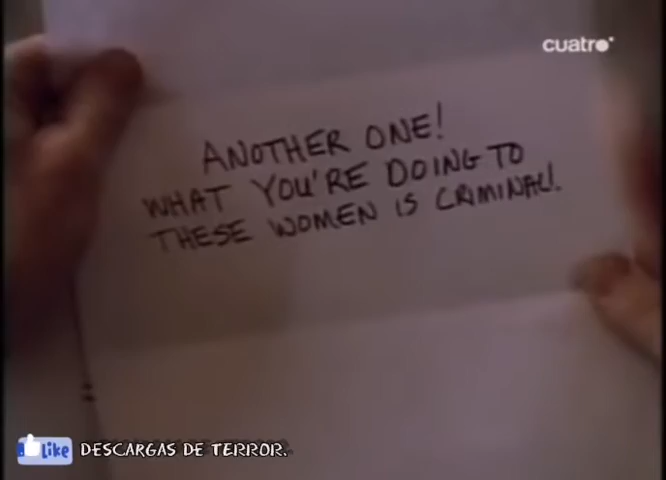 cuatro
ANOTHER ONE!
WHAT YOU'RE DOING TO
THESE WOMEN IS CRIMINAL!
Like DESCARGAS DE TERROR.